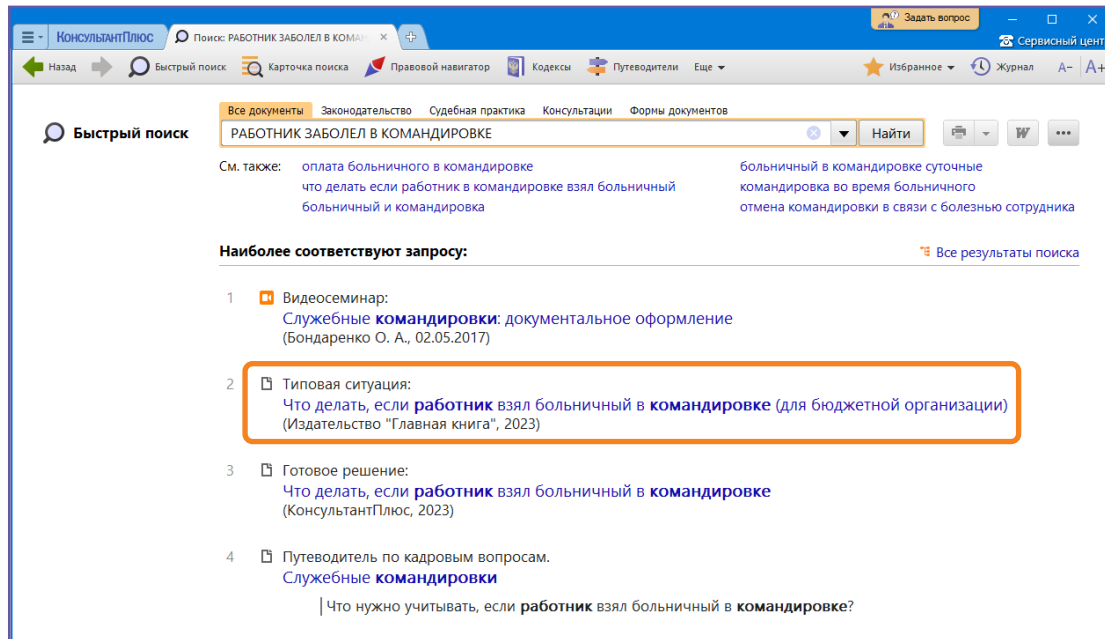 Задать вопрос
КонсультантПлюс Поиск: РАБОТНИК ЗАБОЛЕЛ В КОМАН
Сервисный цент
Назад Быстрый поиск Карточка поиска Правовой навигатор Кодексы Путеводители Еще Избранное Журнал A- A+
Все документы Законодательство Судебная практика Консультации Формы документов
Быстрый поиск РАБОТНИК ЗАБОЛЕЛ В КОМАНДИРОВКЕ Найти W
См. также: оплата больничного в командировке больничный в командировке суточные
что делать если работник в командировке взял больничный командировка во время больничного
больничный и командировка отмена командировки в связи с болезнью сотрудника
Наиболее соответствуют запросу: Все результаты поиска
1 Видеосеминар:
Служебные командировки: документальное оформление
(Бондаренко О. А., 02.05.2017)
2 Типовая ситуация:
Что делать, если работник взял больничный в командировке (для бюджетной организации)
(Издательство "Главная книга", 2023)
3 Готовое решение:
Что делать, если работник взял больничный в командировке
(КонсультантПлюс, 2023)
4 Путеводитель по кадровым вопросам.
Служебные командировки
Что нужно учитывать, если работник взял больничный в командировке?